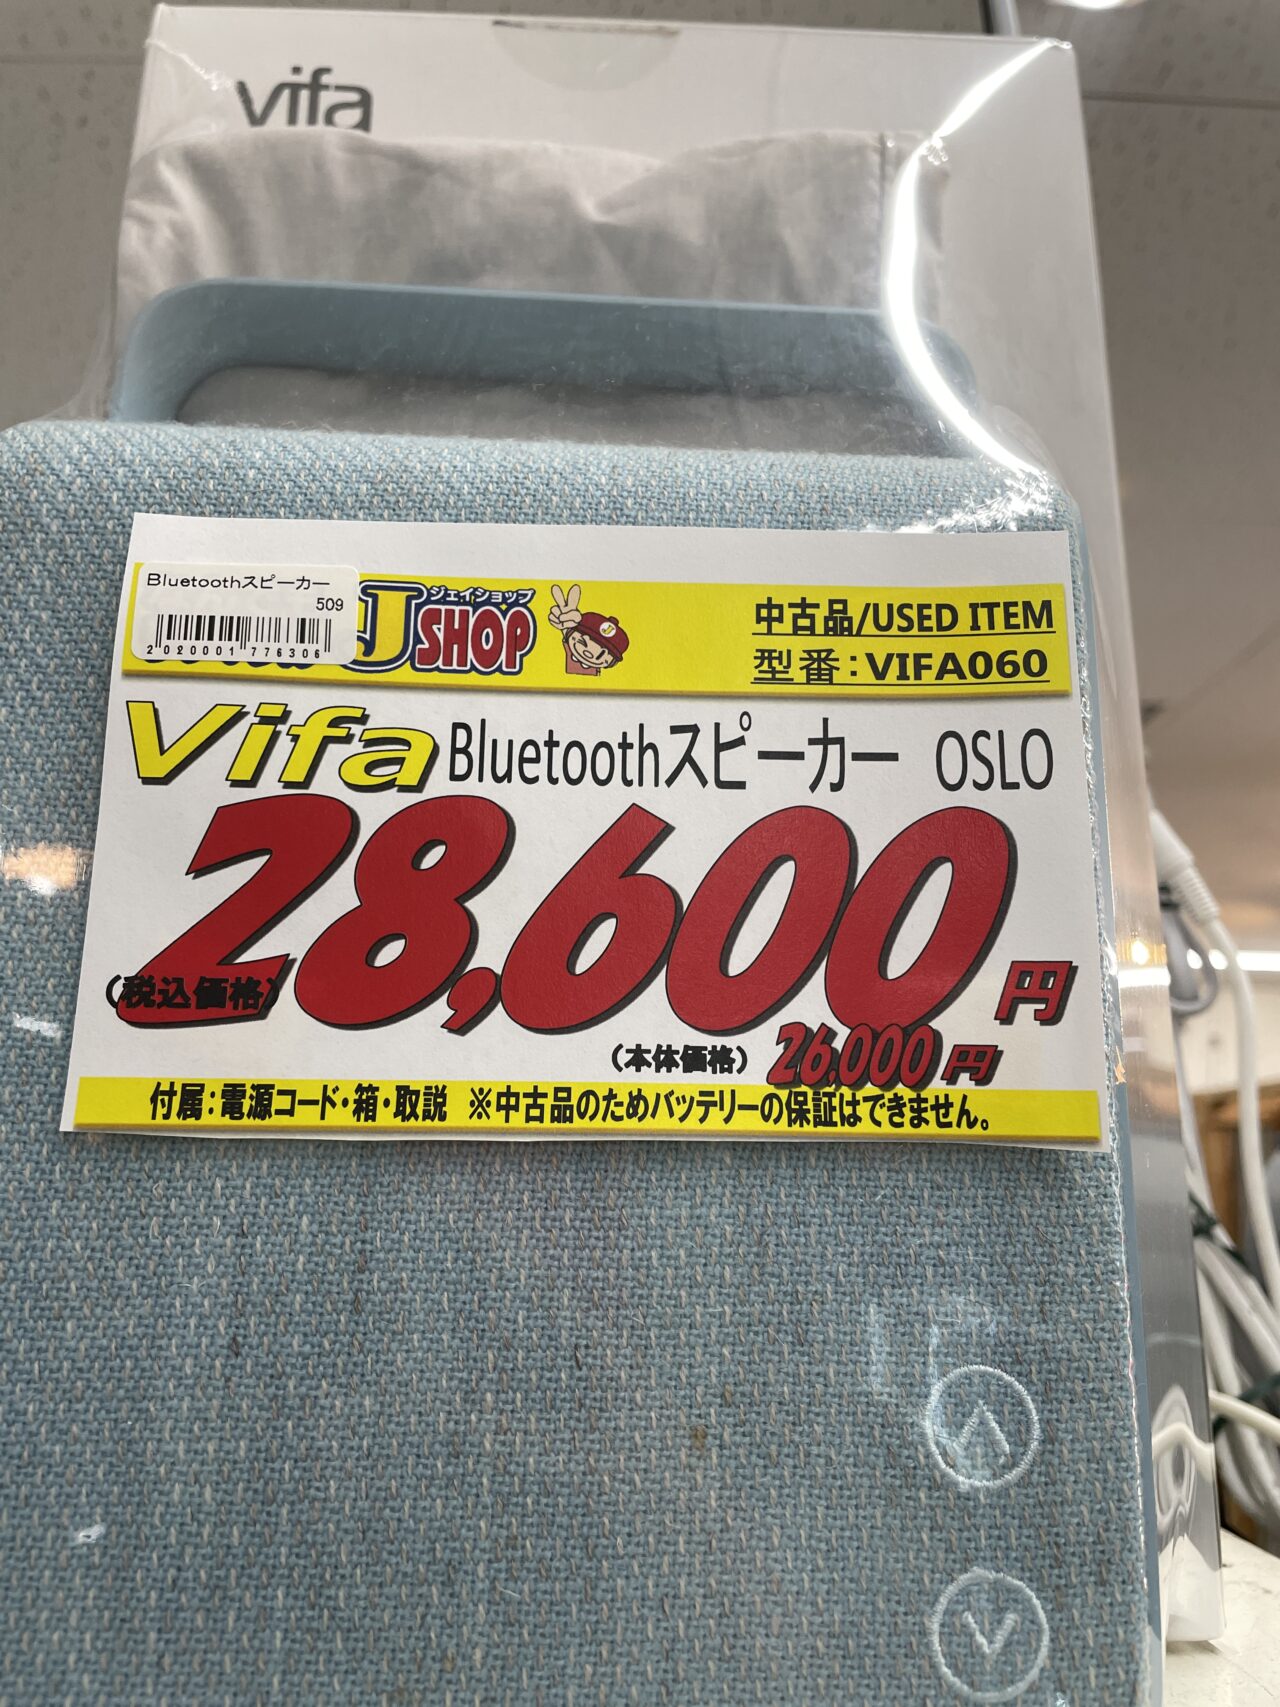 vifa
Bluetoothスピーカー
509
2 020001 776306
ジェイショップ
J SHOP
中古品/USED ITEM
型番：VIFA060
Vifa Bluetoothスピーカー OSLO
28,600円
（税込価格）
（本体価格） 26,000円
付属：電源コード・箱・取説 ※中古品のためバッテリーの保証はできません。